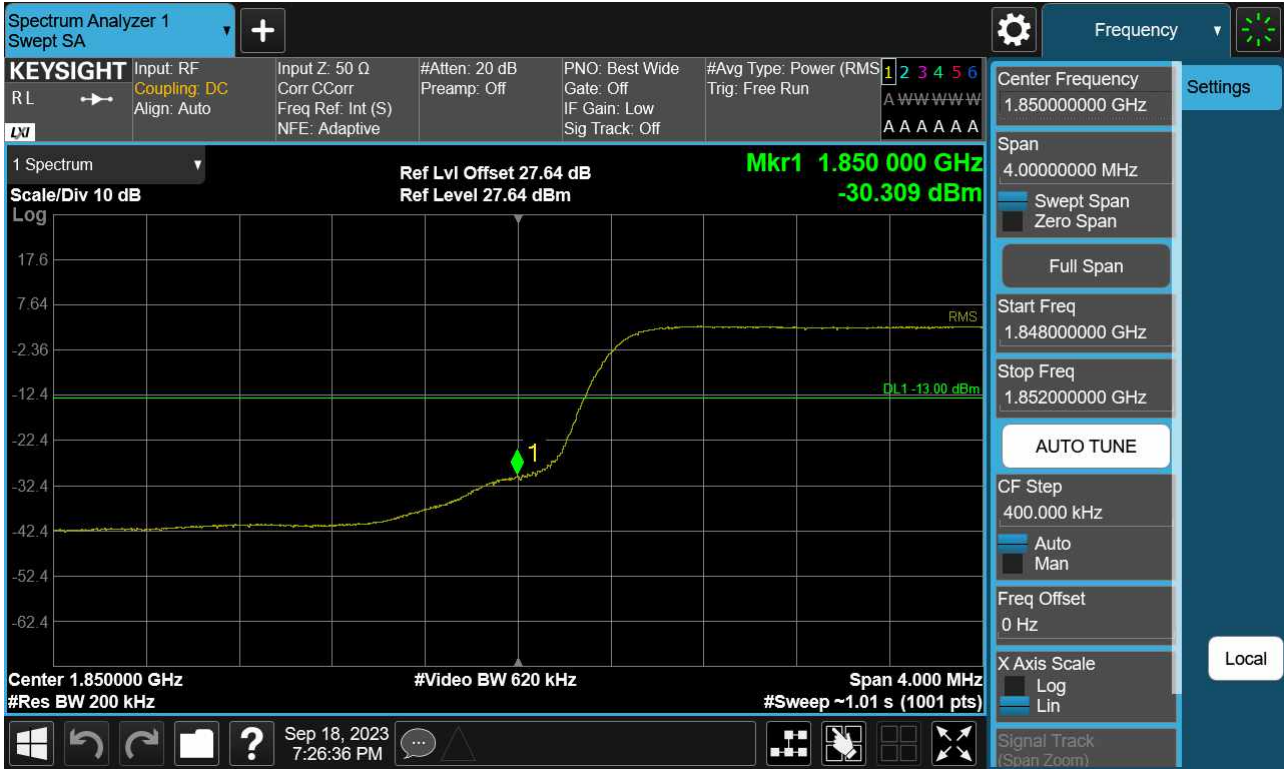 Spectrum Analyzer 1
Swept SA
Frequency
KEYSIGHT
RL
LXI
Input: RF
Coupling: DC
Align: Auto
Input Z: 50 Ω
Corr CCorr
Freq Ref: Int (S)
NFE: Adaptive
#Atten: 20 dB
Preamp: Off
PNO: Best Wide
Gate: Off
IF Gain: Low
Sig Track: Off
#Avg Type: Power (RMS
Trig: Free Run
1 2 3 4 5 6
A W W W W W
A A A A A A
1 Spectrum
Scale/Div 10 dB
Log
Ref Lvl Offset 27.64 dB
Ref Level 27.64 dBm
Mkr1 1.850 000 GHz
-30.309 dBm
17.6
7.64
-2.36
-12.4
-22.4
-32.4
-42.4
-52.4
-62.4
RMS
DL1 -13.00 dBm
1
Center 1.850000 GHz
#Res BW 200 kHz
#Video BW 620 kHz
Span 4.000 MHz
#Sweep ~1.01 s (1001 pts)
Center Frequency
1.850000000 GHz
Span
4.00000000 MHz
Swept Span
Zero Span
Full Span
Start Freq
1.848000000 GHz
Stop Freq
1.852000000 GHz
AUTO TUNE
CF Step
400.000 kHz
Auto
Man
Freq Offset
0 Hz
X Axis Scale
Log
Lin
Signal Track
(Span Zoom)
Settings
Local
?
Sep 18, 2023
7:26:36 PM